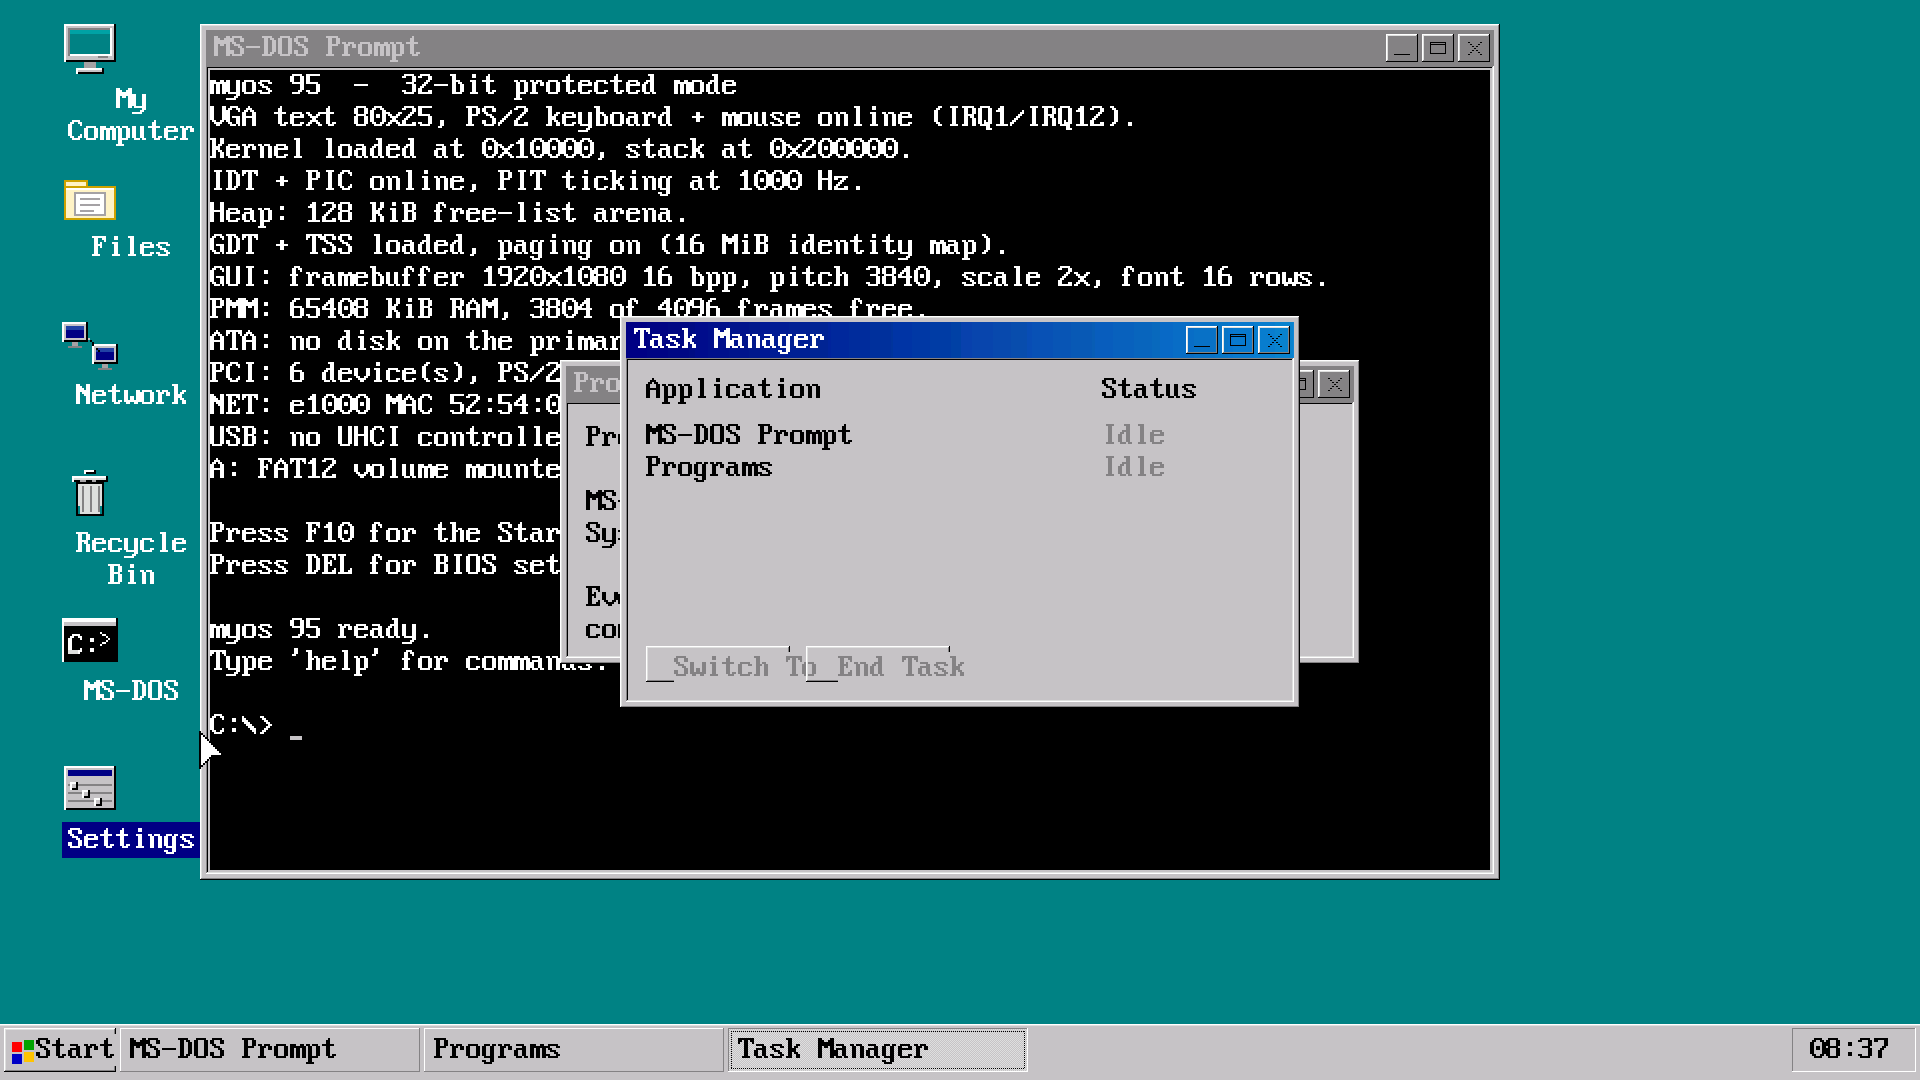 My
Computer
Files
Network
Recycle
Bin
C:>
MS-DOS
Settings
MS-DOS Prompt
myos 95  -  32-bit protected mode
VGA text 80x25, PS/2 keyboard + mouse online (IRQ1/IRQ12).
Kernel loaded at 0x10000, stack at 0x200000.
IDT + PIC online, PIT ticking at 1000 Hz.
Heap: 128 KiB free-list arena.
GDT + TSS loaded, paging on (16 MiB identity map).
GUI: framebuffer 1920x1080 16 bpp, pitch 3840, scale 2x, font 16 rows.
PMM: 65408 KiB RAM, 3804 of 4096 frames free.
ATA: no disk on the primar
PCI: 6 device(s), PS/2
NET: e1000 MAC 52:54:0
USB: no UHCI controlle
A: FAT12 volume mounte
Press F10 for the Star
Press DEL for BIOS set
myos 95 ready.
Type 'help' for commands.
C:\> _
Pro
Pr
MS-
Sy
Ev
co
Task Manager
Application Status
MS-DOS Prompt Idle
Programs Idle
Switch To End Task
Start MS-DOS Prompt Programs Task Manager 08:37